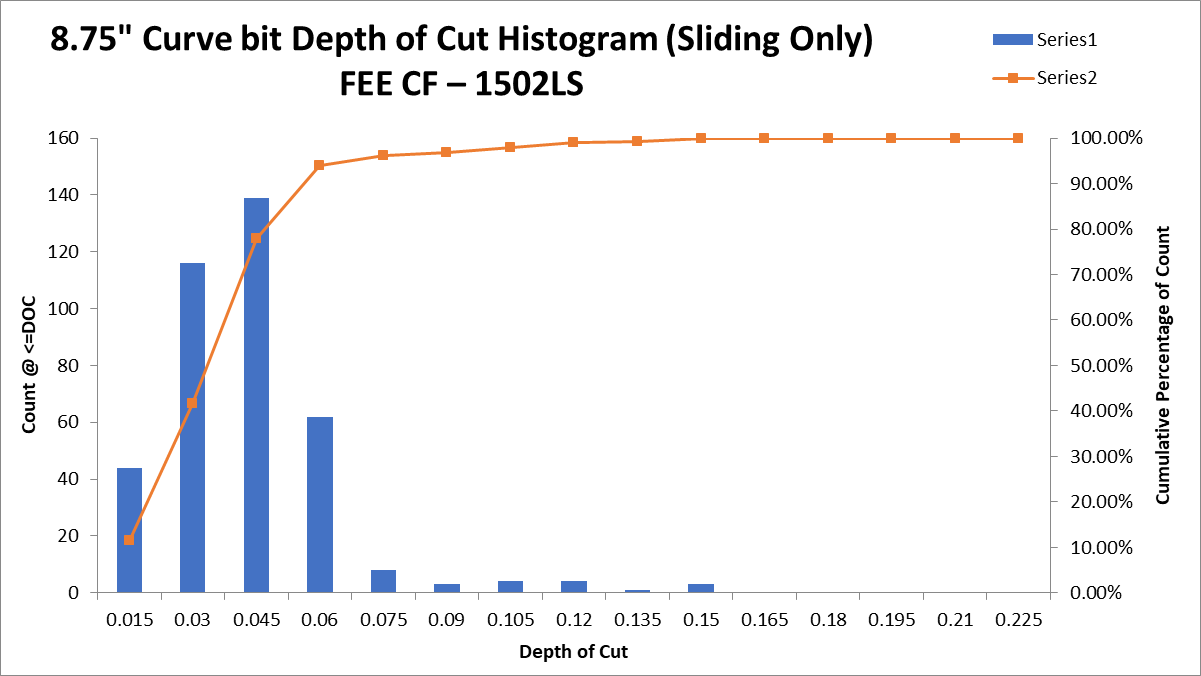 8.75" Curve bit Depth of Cut Histogram (Sliding Only)
FEE CF – 1502LS
Series1
Series2
160
140
120
100
80
60
40
20
0
Count @ <=DOC
100.00%
90.00%
80.00%
70.00%
60.00%
50.00%
40.00%
30.00%
20.00%
10.00%
0.00%
Cumulative Percentage of Count
0.015 0.03 0.045 0.06 0.075 0.09 0.105 0.12 0.135 0.15 0.165 0.18 0.195 0.21 0.225
Depth of Cut